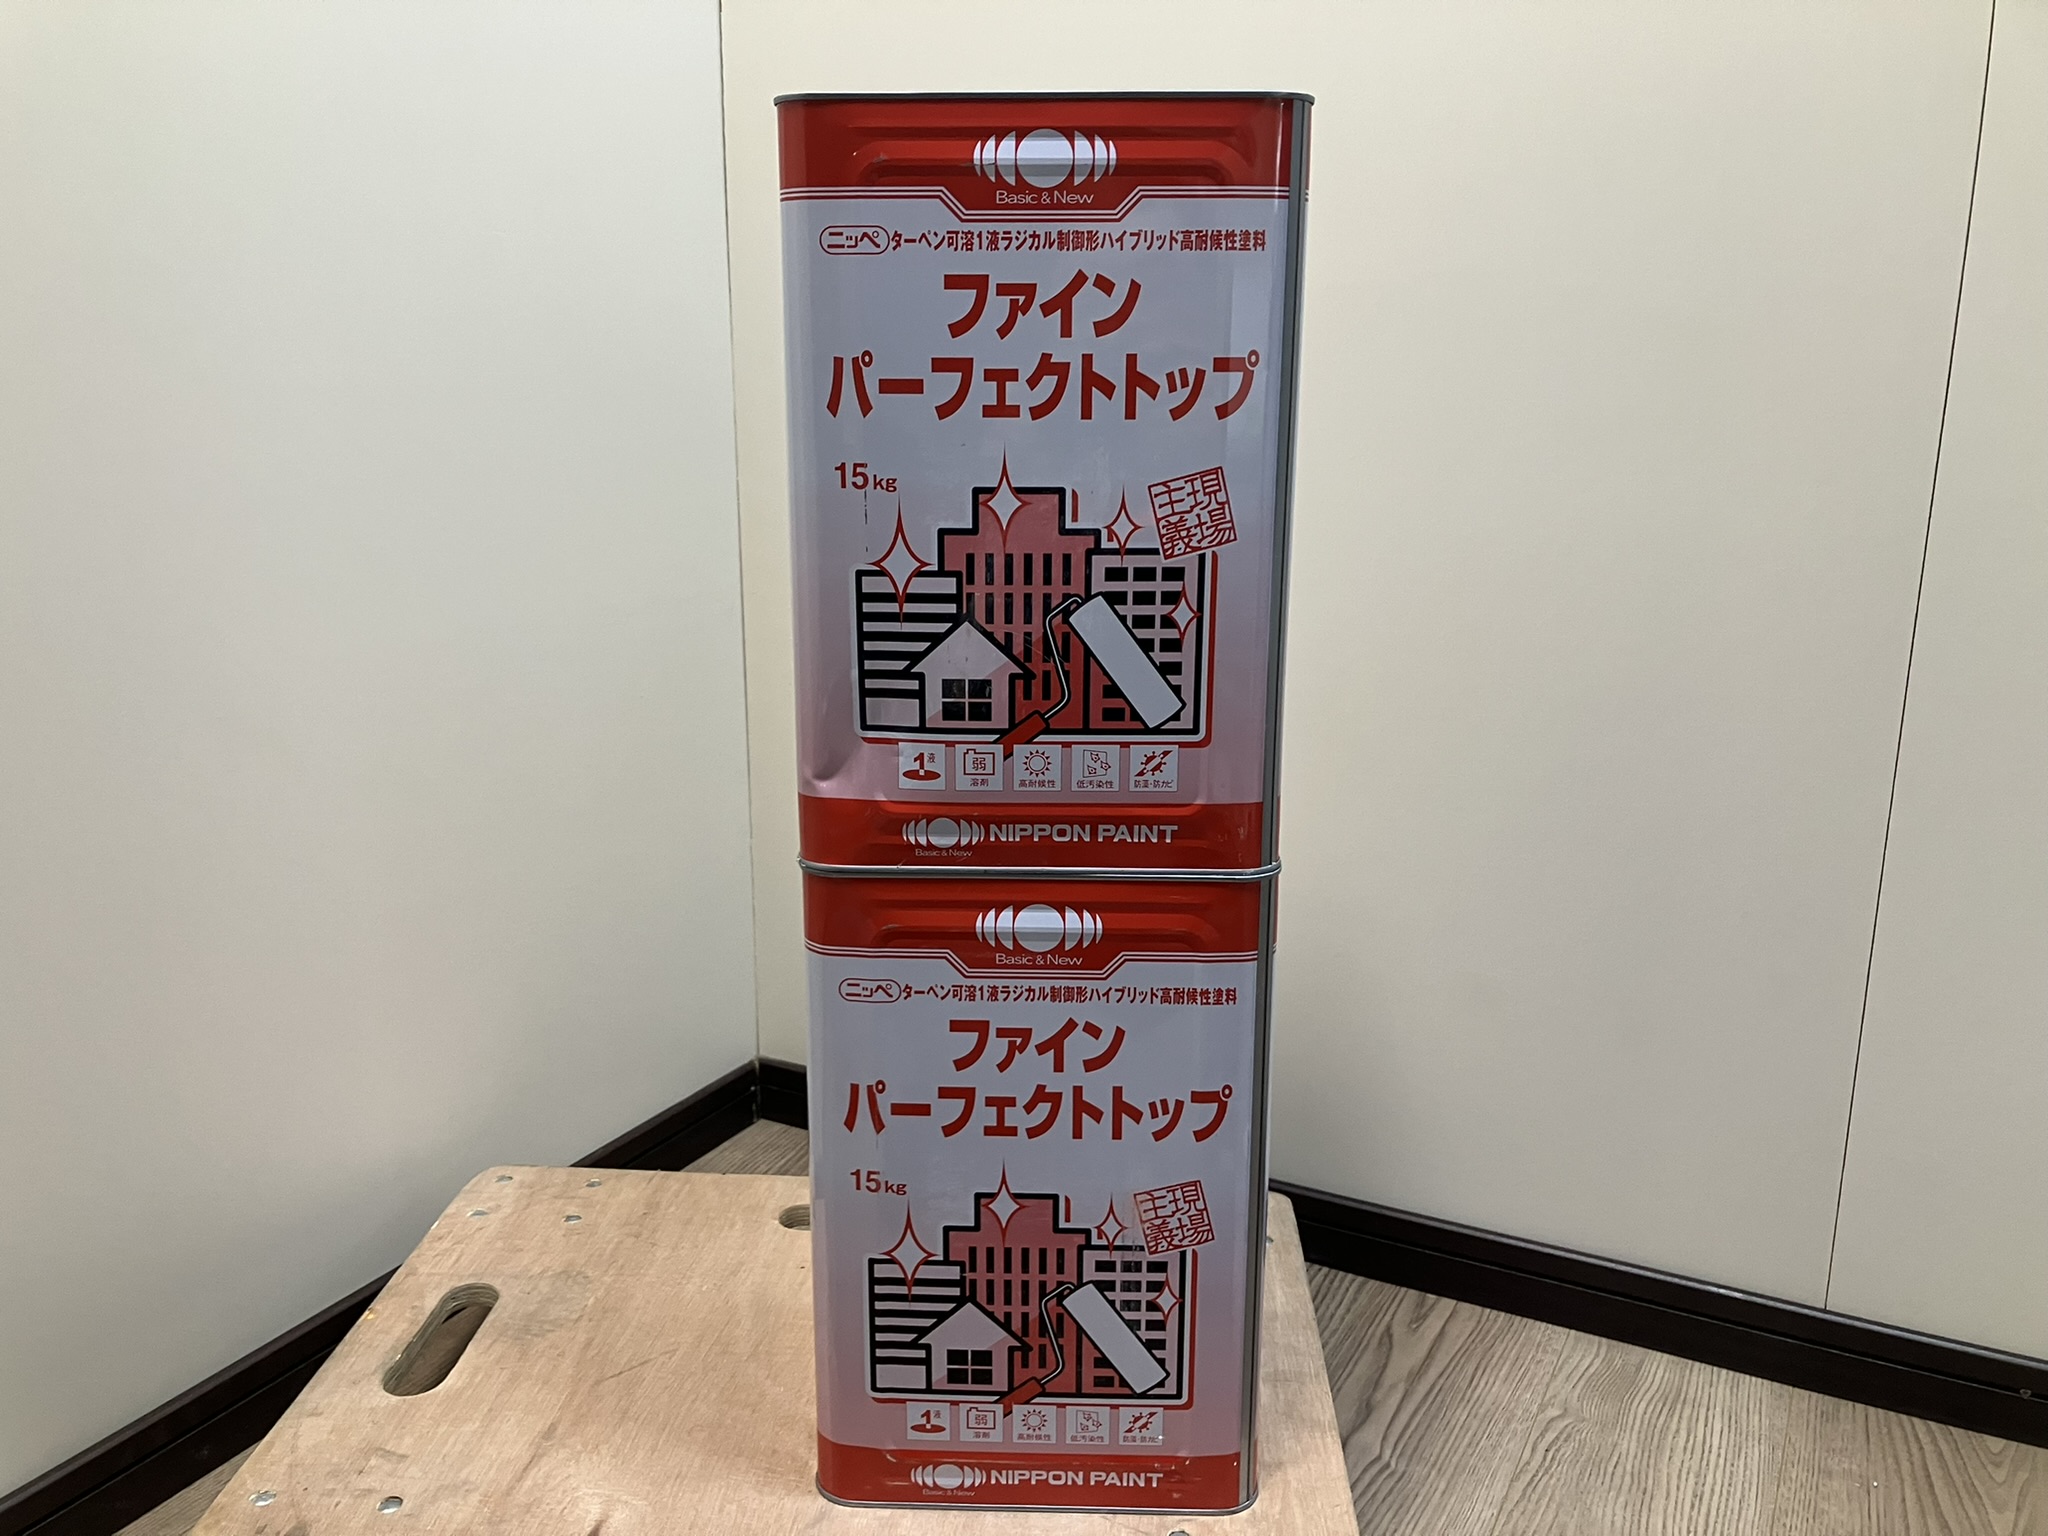 Basic & New
ニッペ ターペン可溶1液ラジカル制御形ハイブリッド高耐候性塗料
ファイン
パーフェクトトップ
15kg
現場
主義
1液
弱
溶剤
高耐候性
低汚染性
防藻・防カビ
NIPPON PAINT
Basic & New
Basic & New
ニッペ ターペン可溶1液ラジカル制御形ハイブリッド高耐候性塗料
ファイン
パーフェクトトップ
15kg
現場
主義
1液
弱
溶剤
高耐候性
低汚染性
防藻・防カビ
NIPPON PAINT
Basic & New